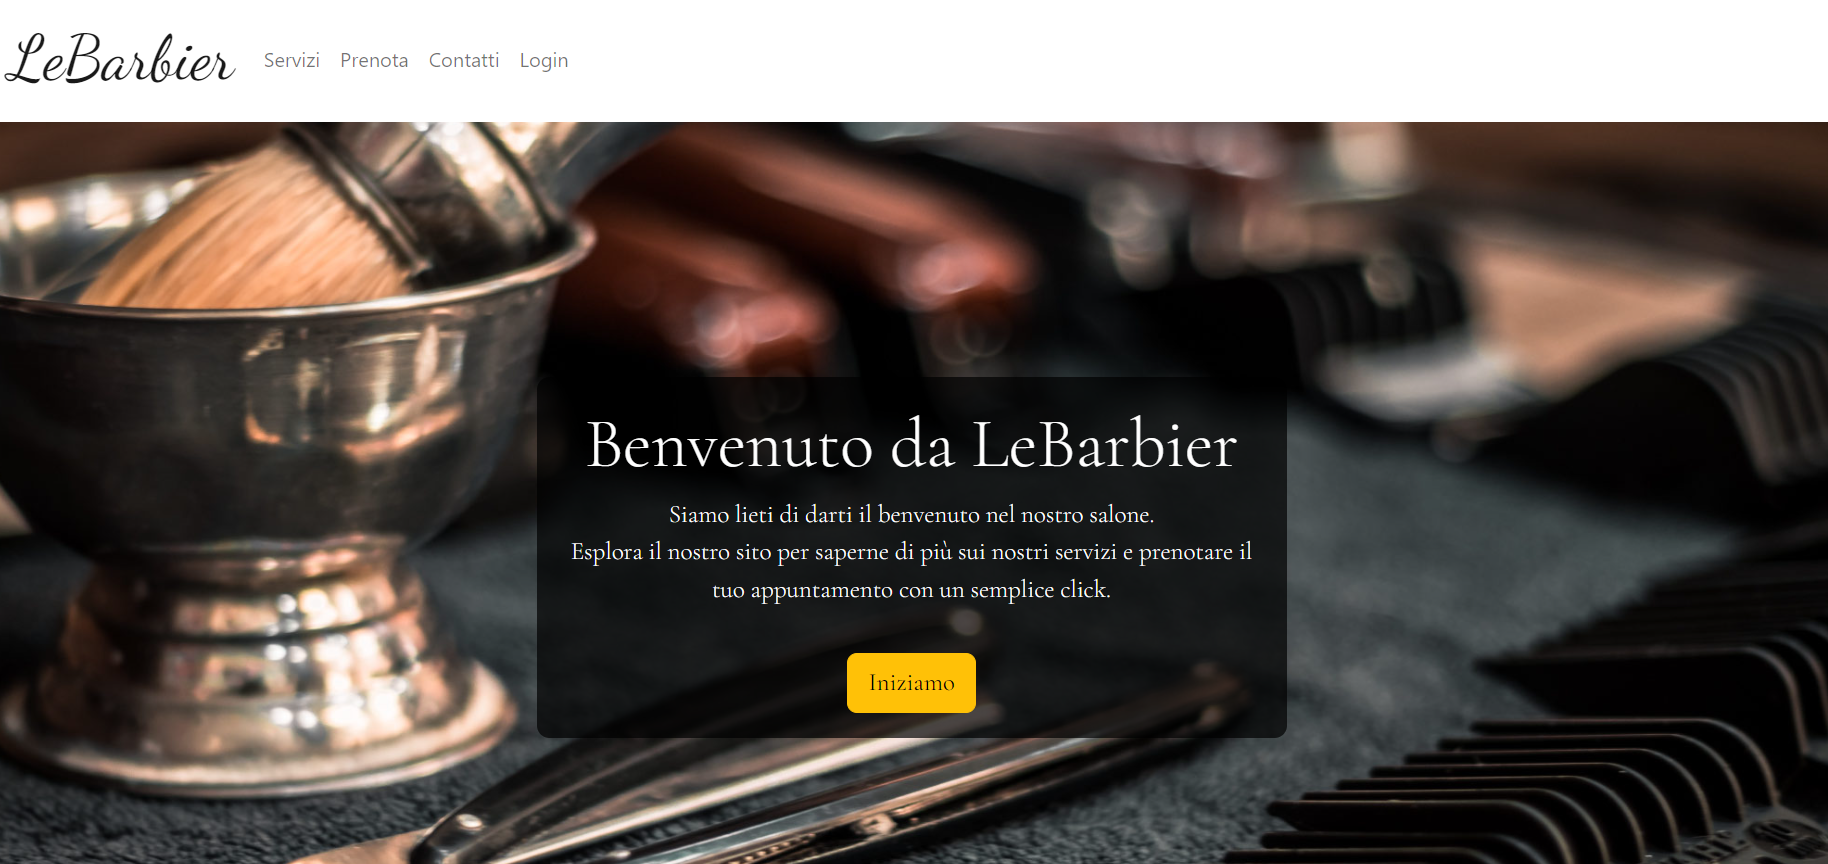 LeBarbier Servizi Prenota Contatti Login
Benvenuto da LeBarbier
Siamo lieti di darti il benvenuto nel nostro salone.
Esplora il nostro sito per saperne di più sui nostri servizi e prenotare il
tuo appuntamento con un semplice click.
Iniziamo